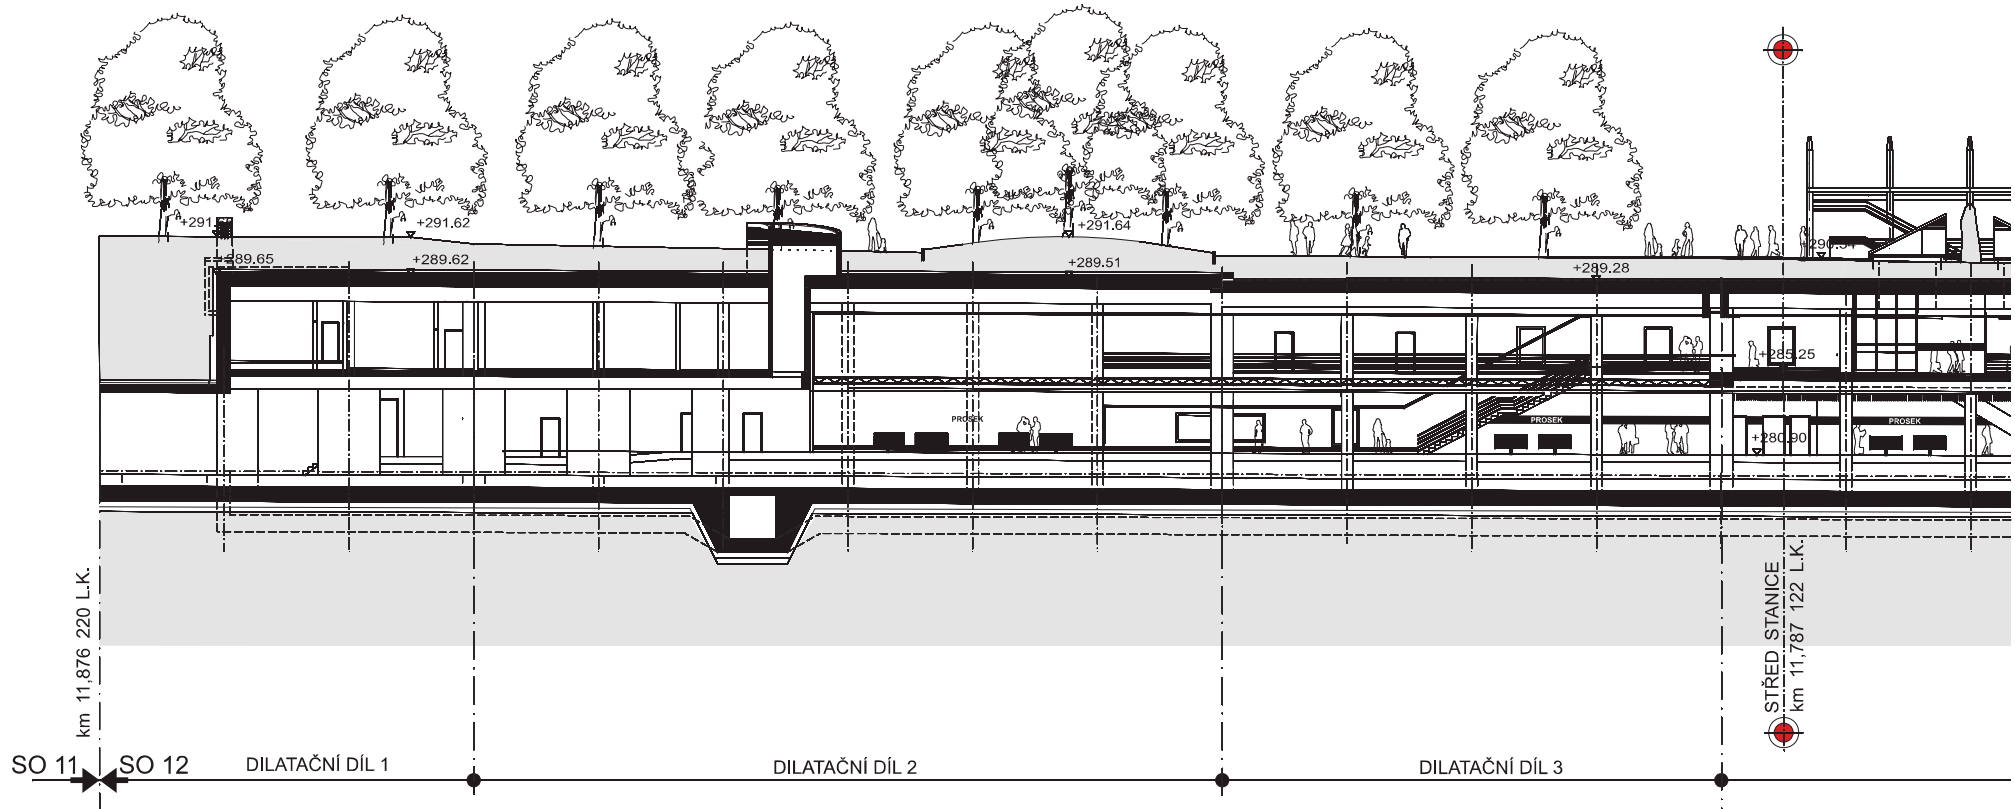 +291.
+291.62
+291.64
+289.65
+289.62
+289.51
+289.28
+285.25
PROSEK
PROSEK
PROSEK
+280.90
km 11,876 220 L.K.
STŘED STANICE
km 11,787 122 L.K.
SO 11
SO 12
DILATAČNÍ DÍL 1
DILATAČNÍ DÍL 2
DILATAČNÍ DÍL 3